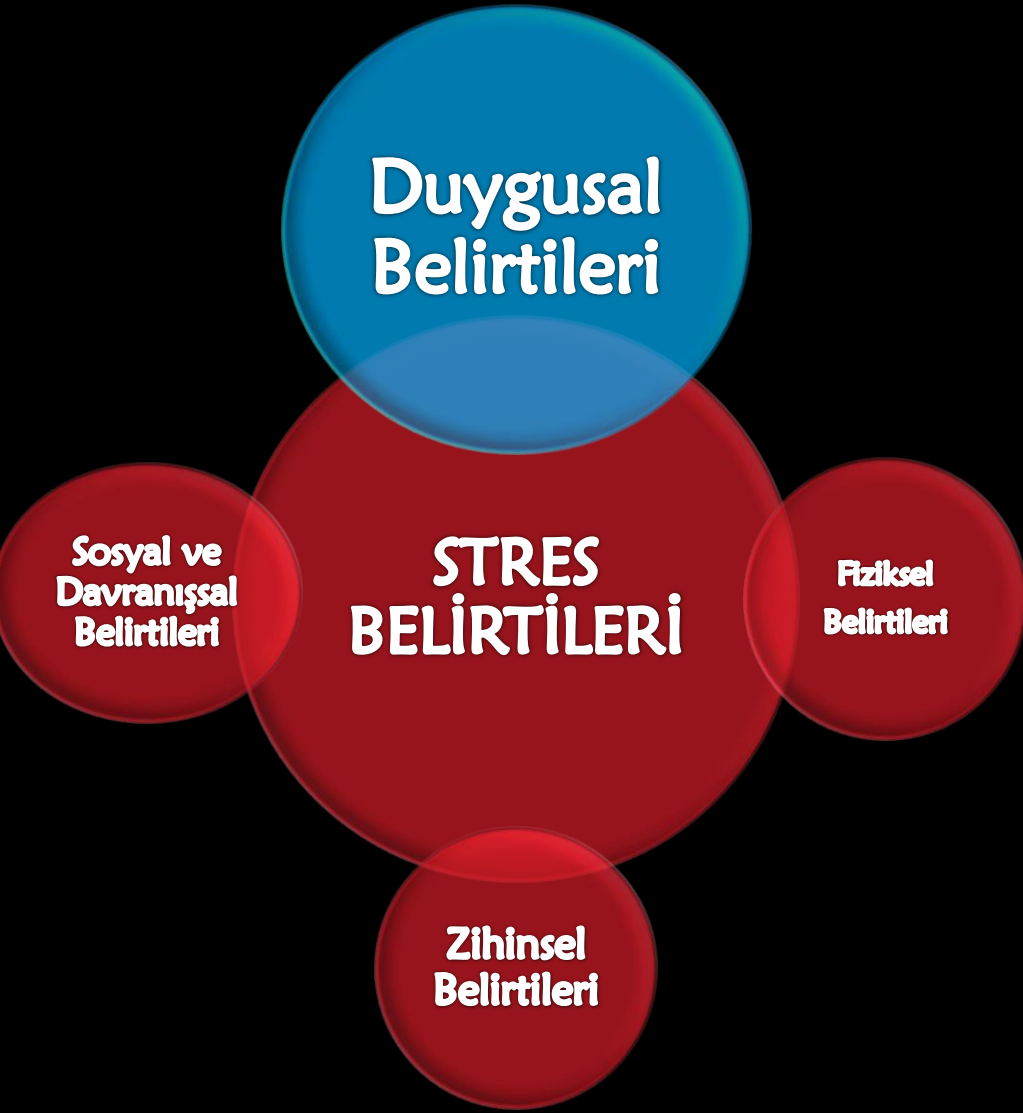 Duygusal
Belirtileri
STRES
BELİRTİLERİ
Sosyal ve
Davranışsal
Belirtileri
Fiziksel
Belirtileri
Zihinsel
Belirtileri